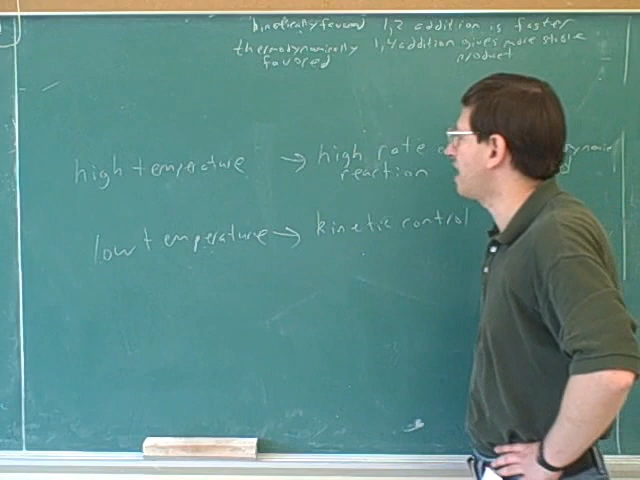 kinetically favored 1,2 addition is faster
thermodynamically 1,4 addition gives more stable
favored product
high temperature → high rate
reaction
low temperature → kinetic control